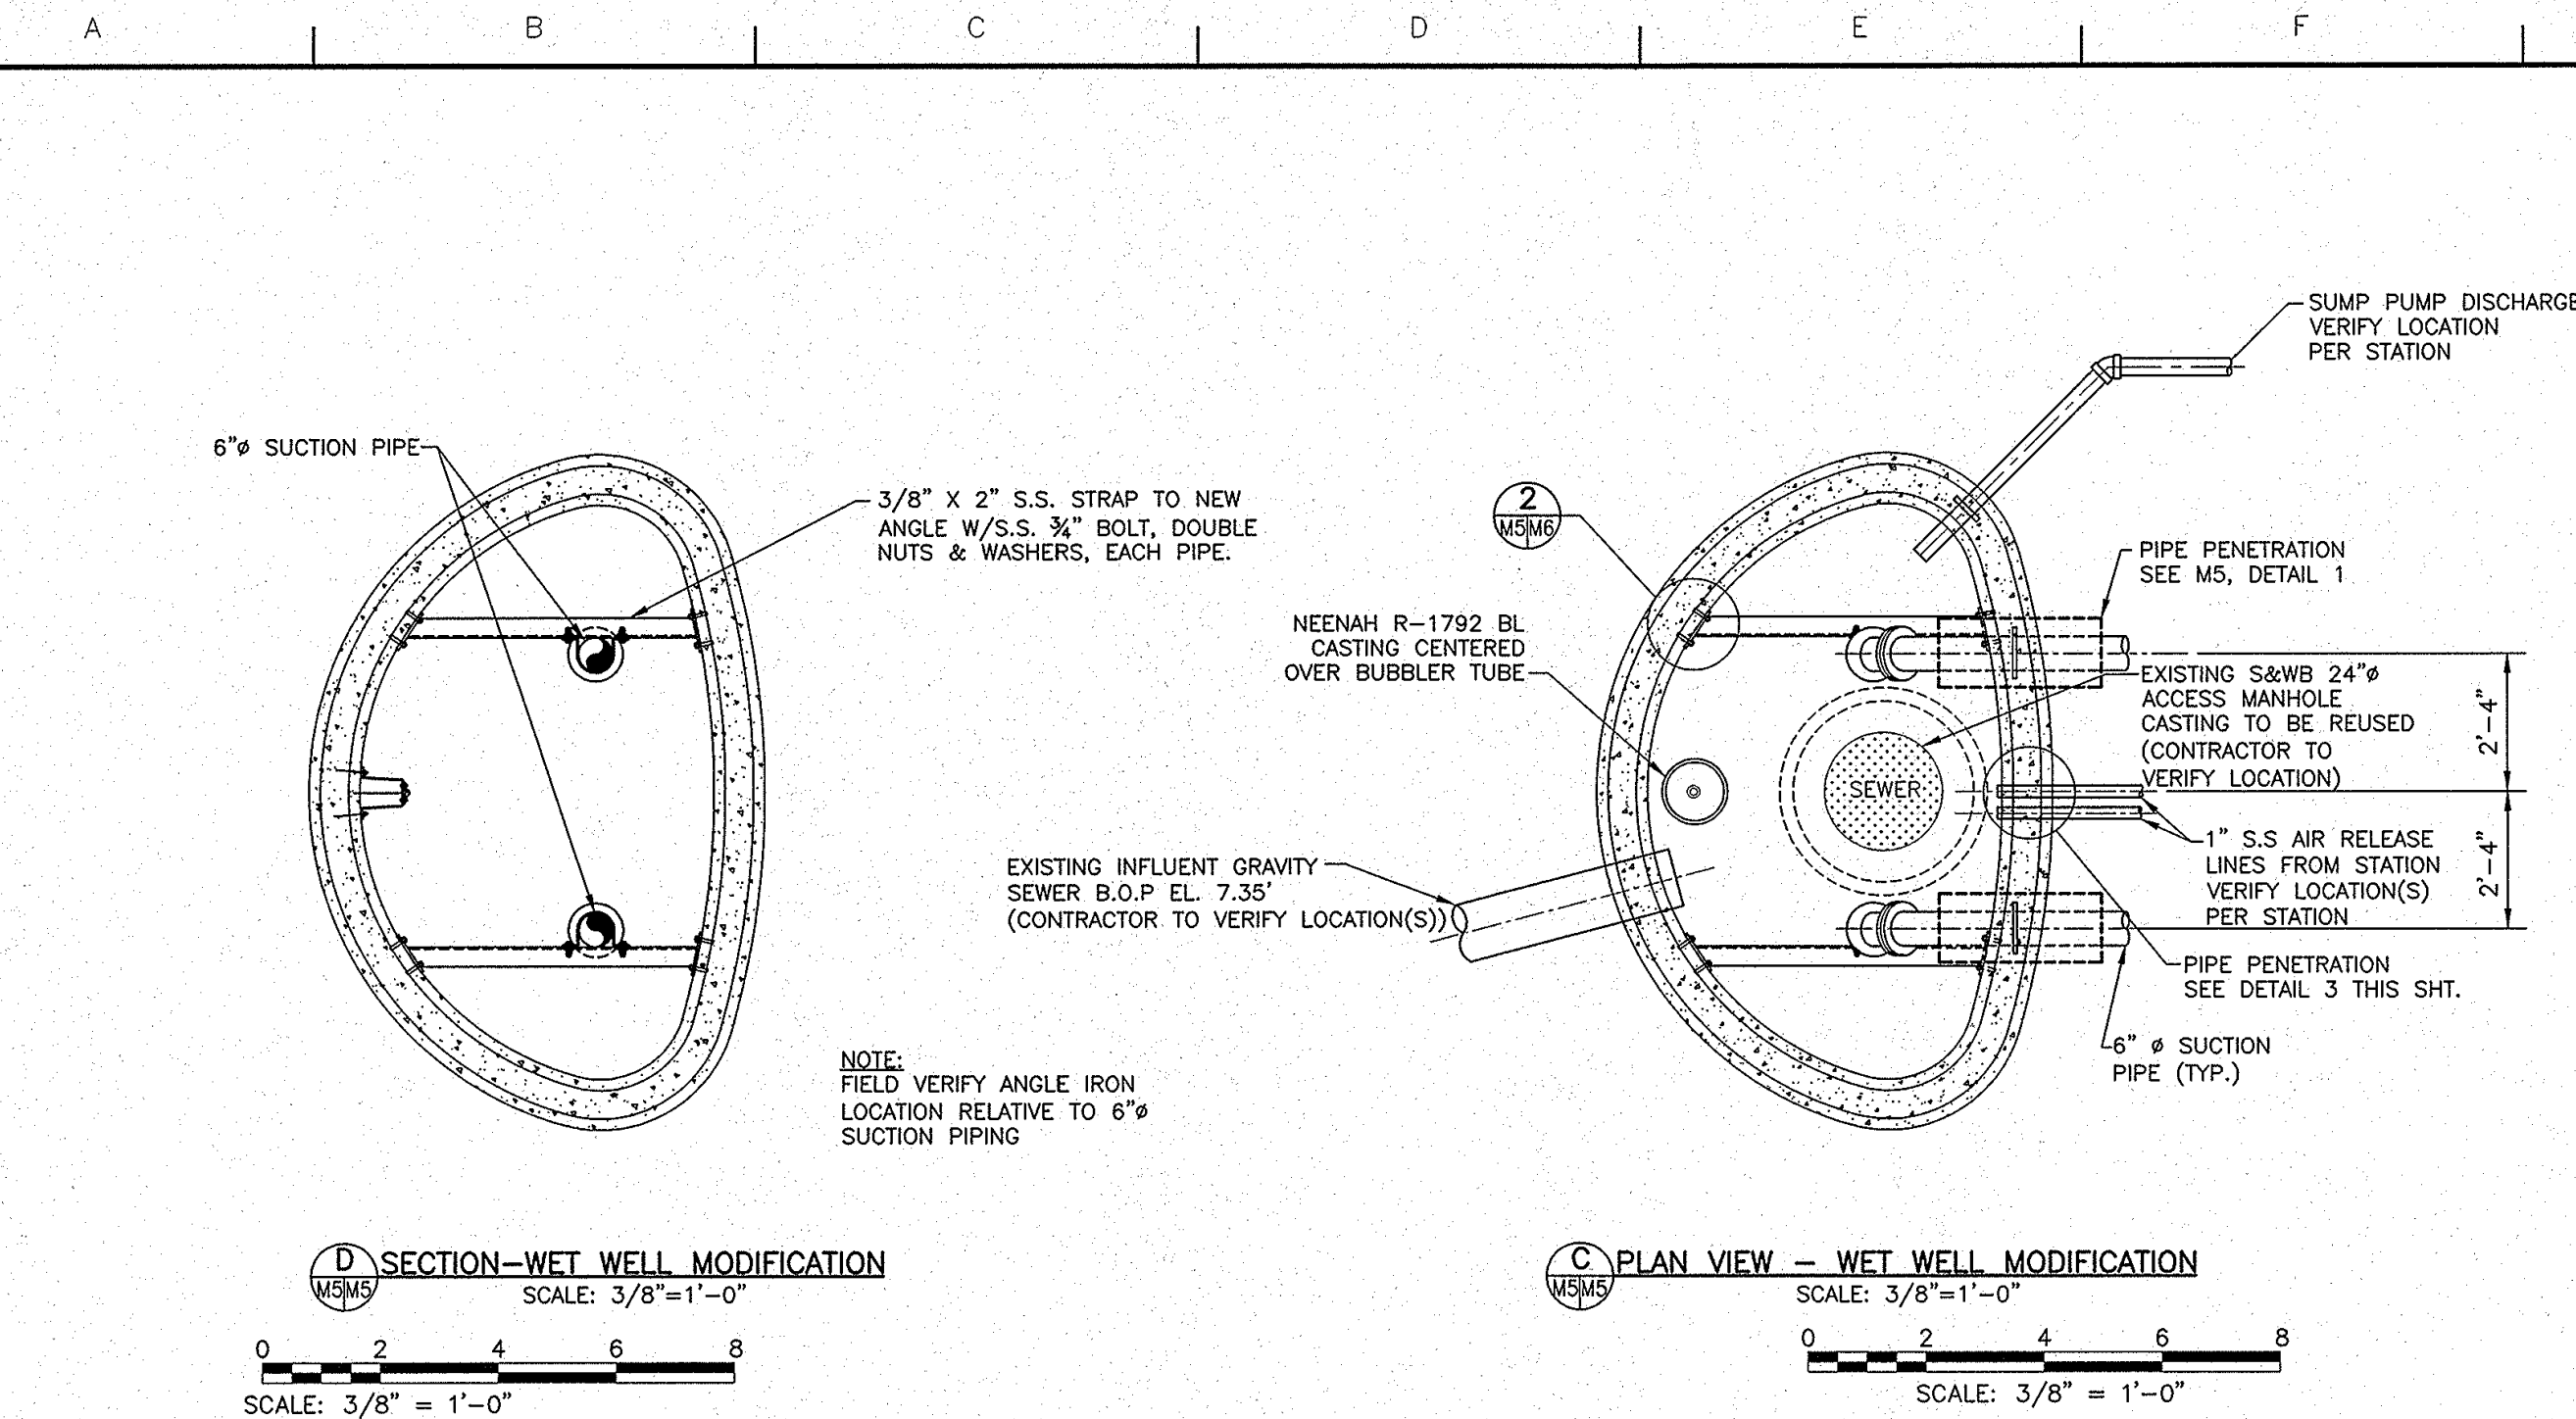 A B C D E F
6"ø SUCTION PIPE
3/8" X 2" S.S. STRAP TO NEW
ANGLE W/S.S. ¾" BOLT, DOUBLE
NUTS & WASHERS, EACH PIPE.
NOTE:
FIELD VERIFY ANGLE IRON
LOCATION RELATIVE TO 6"ø
SUCTION PIPING
D
M5|M5
SECTION-WET WELL MODIFICATION
SCALE: 3/8"=1'-0"
0 2 4 6 8
SCALE: 3/8" = 1'-0"
SUMP PUMP DISCHARGE
VERIFY LOCATION
PER STATION
2
M5|M6
PIPE PENETRATION
SEE M5, DETAIL 1
NEENAH R-1792 BL
CASTING CENTERED
OVER BUBBLER TUBE
EXISTING S&WB 24"ø
ACCESS MANHOLE
CASTING TO BE REUSED
(CONTRACTOR TO
VERIFY LOCATION)
2'-4"
SEWER
EXISTING INFLUENT GRAVITY
SEWER B.O.P EL. 7.35'
(CONTRACTOR TO VERIFY LOCATION(S))
1" S.S AIR RELEASE
LINES FROM STATION
VERIFY LOCATION(S)
PER STATION
2'-4"
PIPE PENETRATION
SEE DETAIL 3 THIS SHT.
6" ø SUCTION
PIPE (TYP.)
C
M5|M5
PLAN VIEW - WET WELL MODIFICATION
SCALE: 3/8"=1'-0"
0 2 4 6 8
SCALE: 3/8" = 1'-0"